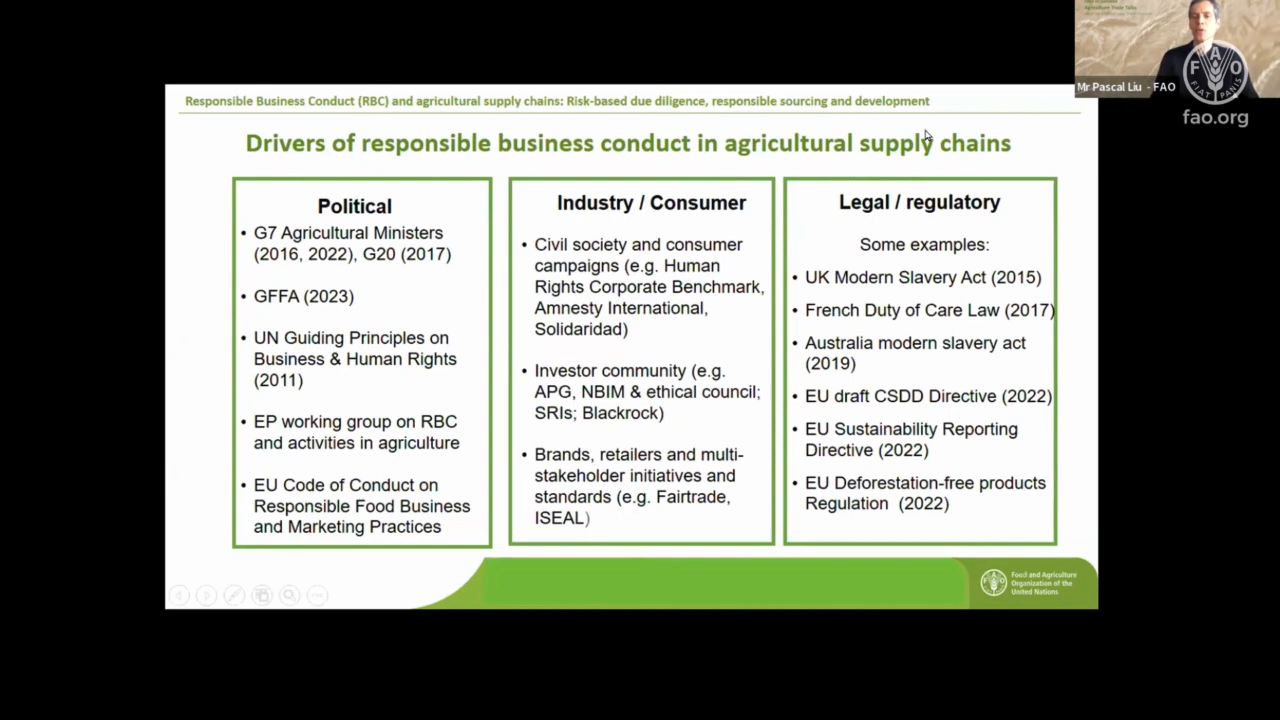 Agriculture Trade Talks
Mr Pascal Liu - FAO
F A O
FIAT PANIS
fao.org
Responsible Business Conduct (RBC) and agricultural supply chains: Risk-based due diligence, responsible sourcing and development
Drivers of responsible business conduct in agricultural supply chains
Political
• G7 Agricultural Ministers
(2016, 2022), G20 (2017)
• GFFA (2023)
• UN Guiding Principles on
Business & Human Rights
(2011)
• EP working group on RBC
and activities in agriculture
• EU Code of Conduct on
Responsible Food Business
and Marketing Practices
Industry / Consumer
• Civil society and consumer
campaigns (e.g. Human
Rights Corporate Benchmark,
Amnesty International,
Solidaridad)
• Investor community (e.g.
APG, NBIM & ethical council;
SRIs; Blackrock)
• Brands, retailers and multi-
stakeholder initiatives and
standards (e.g. Fairtrade,
ISEAL)
Legal / regulatory
Some examples:
• UK Modern Slavery Act (2015)
• French Duty of Care Law (2017)
• Australia modern slavery act
(2019)
• EU draft CSDD Directive (2022)
• EU Sustainability Reporting
Directive (2022)
• EU Deforestation-free products
Regulation (2022)
Food and Agriculture
Organization of the
United Nations